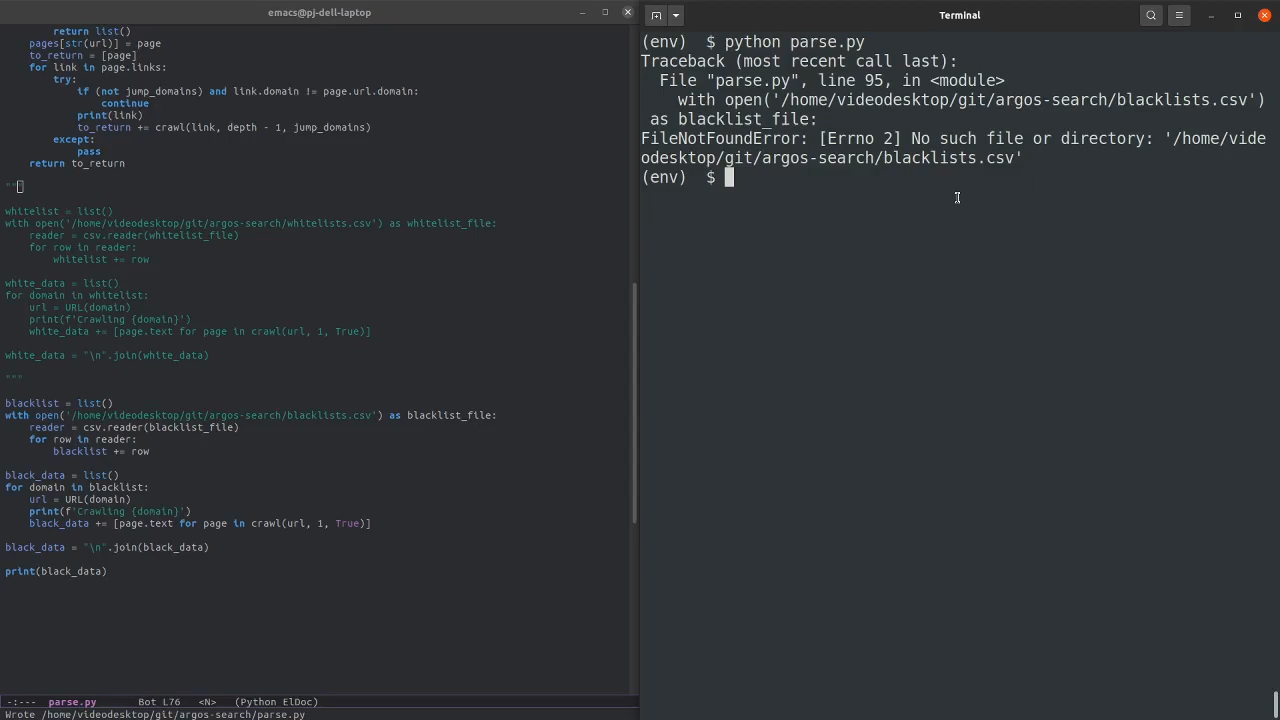 emacs@pj-dell-laptop
return list()
pages[str(url)] = page
to_return = [page]
for link in page.links:
try:
if (not jump_domains) and link.domain != page.url.domain:
continue
print(link)
to_return += crawl(link, depth - 1, jump_domains)
except:
pass
return to_return
"""
whitelist = list()
with open('/home/videodesktop/git/argos-search/whitelists.csv') as whitelist_file:
reader = csv.reader(whitelist_file)
for row in reader:
whitelist += row
white_data = list()
for domain in whitelist:
url = URL(domain)
print(f'Crawling {domain}')
white_data += [page.text for page in crawl(url, 1, True)]
white_data = "\n".join(white_data)
"""
blacklist = list()
with open('/home/videodesktop/git/argos-search/blacklists.csv') as blacklist_file:
reader = csv.reader(blacklist_file)
for row in reader:
blacklist += row
black_data = list()
for domain in blacklist:
url = URL(domain)
print(f'Crawling {domain}')
black_data += [page.text for page in crawl(url, 1, True)]
black_data = "\n".join(black_data)
print(black_data)
-:--- parse.py Bot L76 <N> (Python ElDoc)
Wrote /home/videodesktop/git/argos-search/parse.py
Terminal
(env) $ python parse.py
Traceback (most recent call last):
File "parse.py", line 95, in <module>
with open('/home/videodesktop/git/argos-search/blacklists.csv')
as blacklist_file:
FileNotFoundError: [Errno 2] No such file or directory: '/home/vide
odesktop/git/argos-search/blacklists.csv'
(env) $